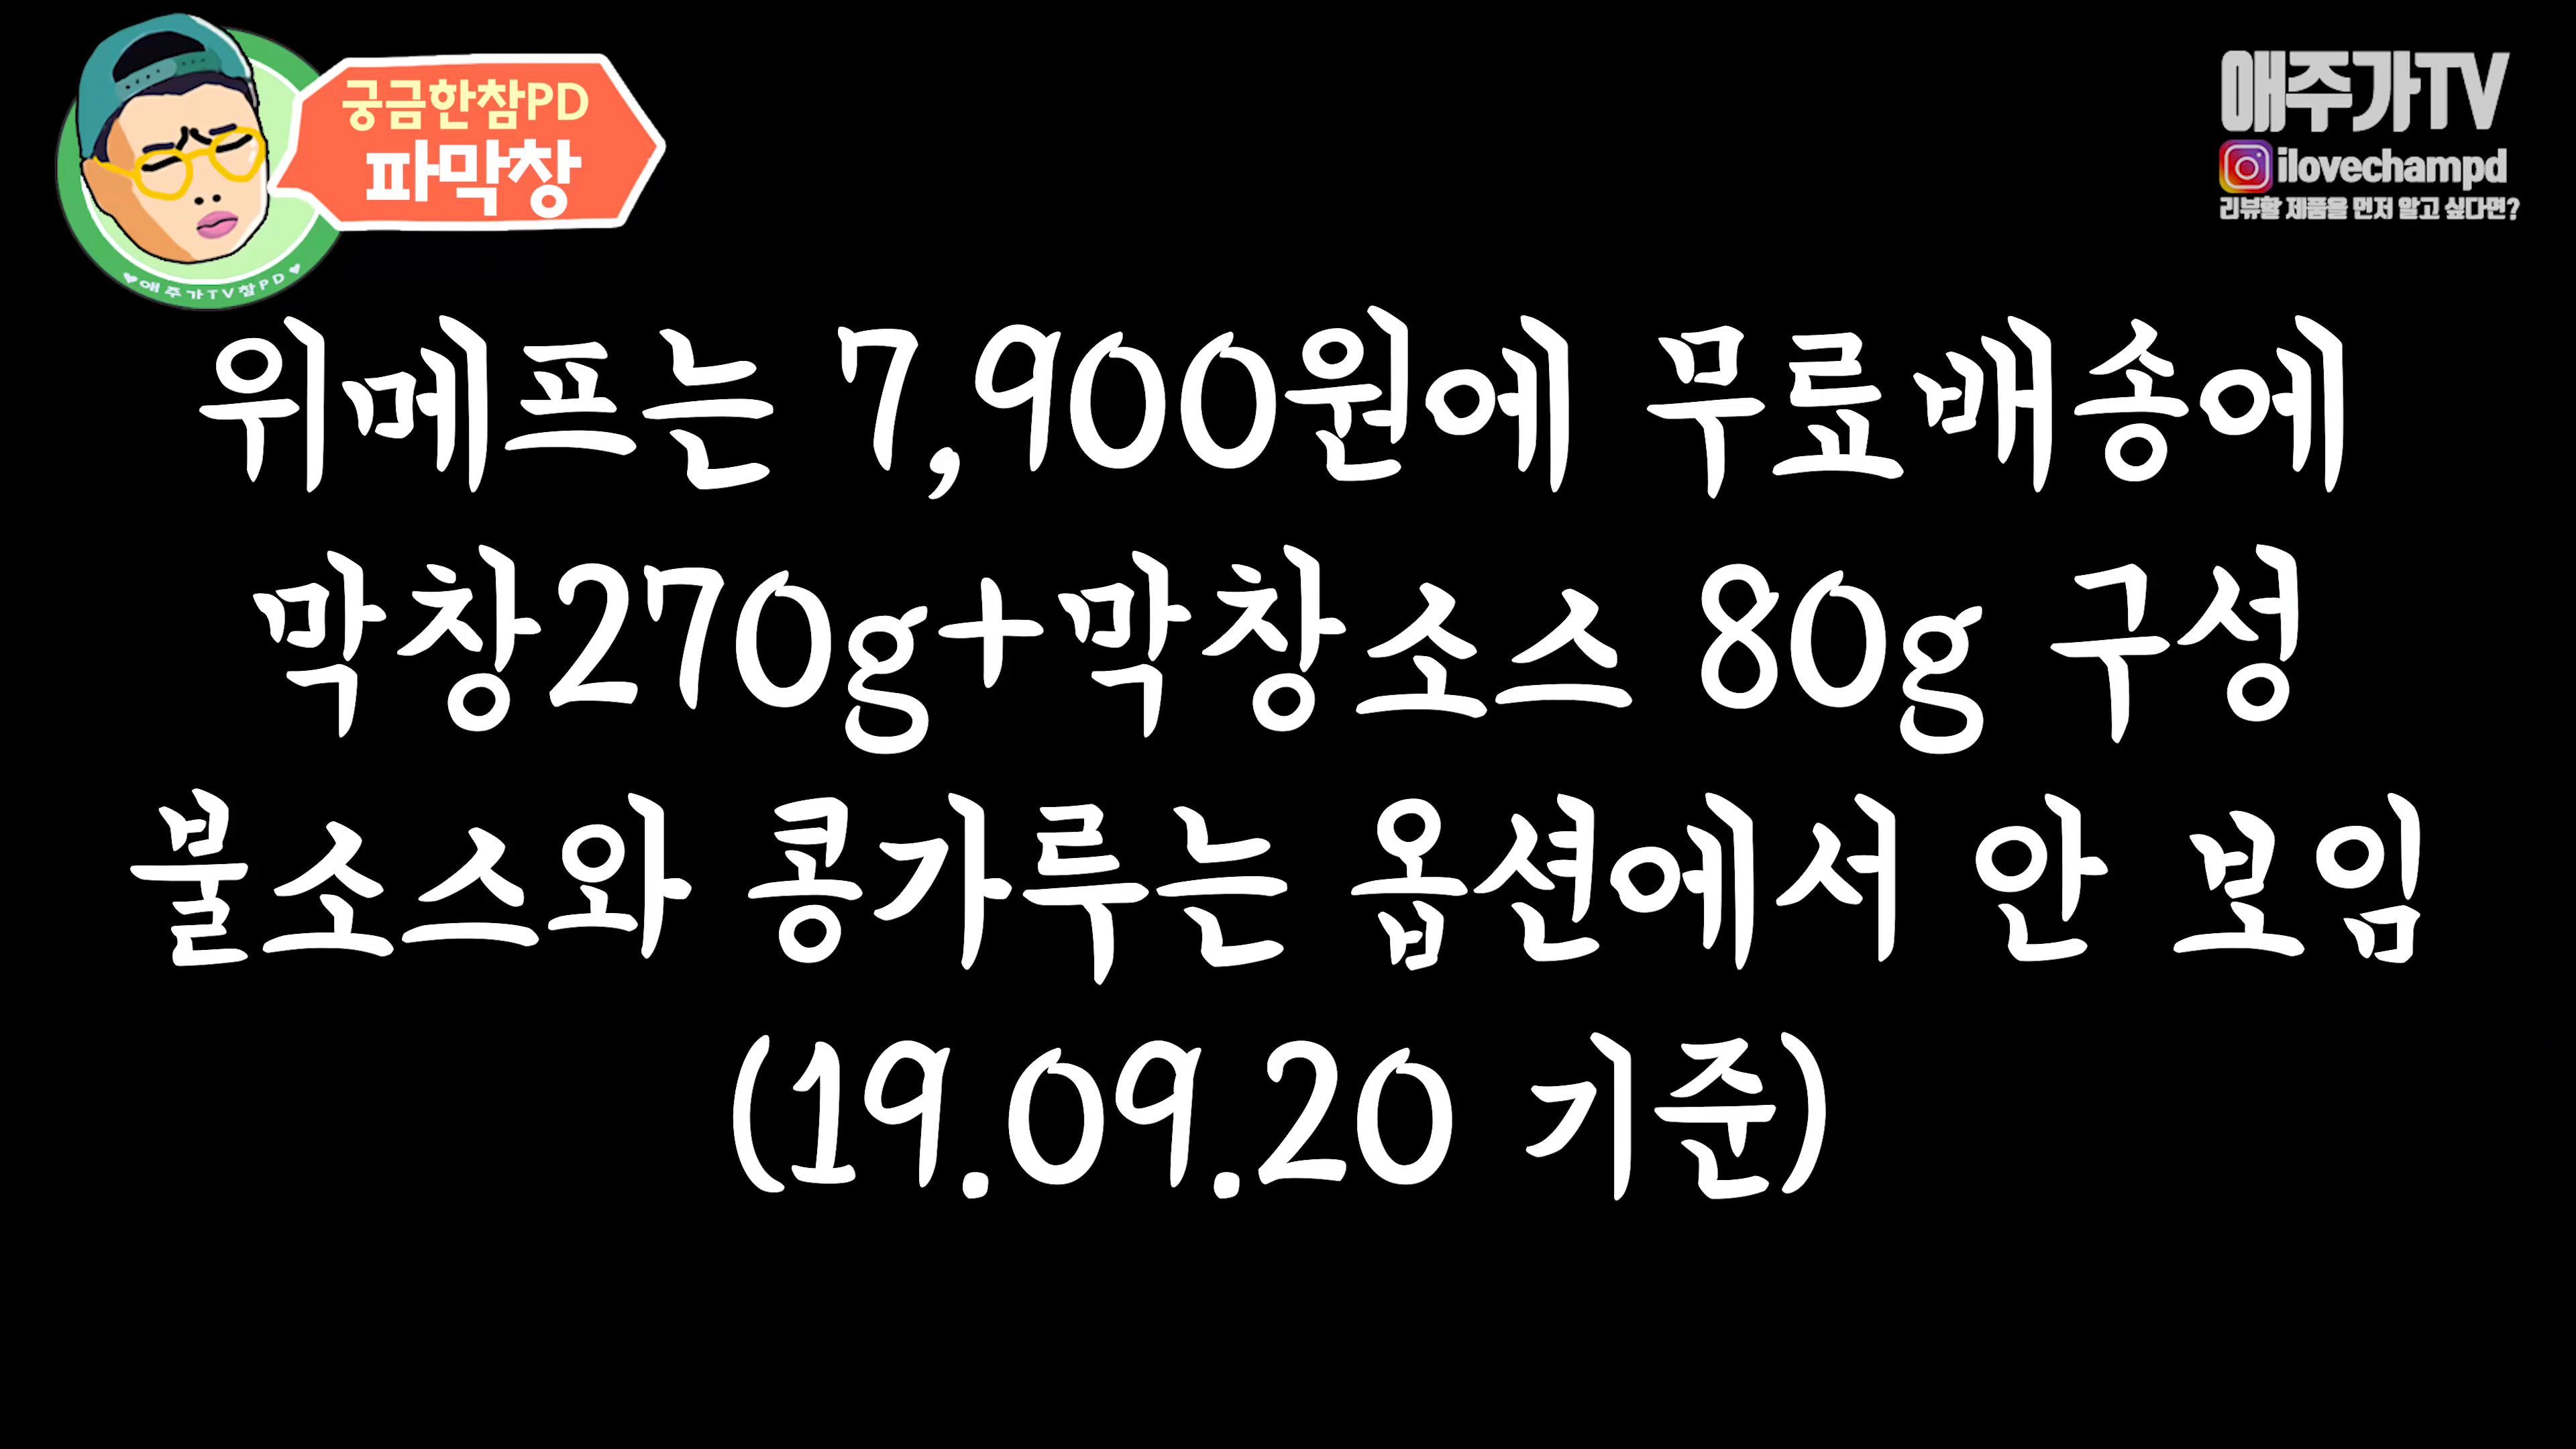 궁금한참PD
파막창
♥애주가TV참PD♥
애주가TV
ilovechampd
리뷰할 제품을 먼저 알고 싶다면?
위메프는 7,900원에 무료배송에
막창270g+막창소스 80g 구성
불소스와 콩가루는 옵션에서 안 보임
(19.09.20 기준)